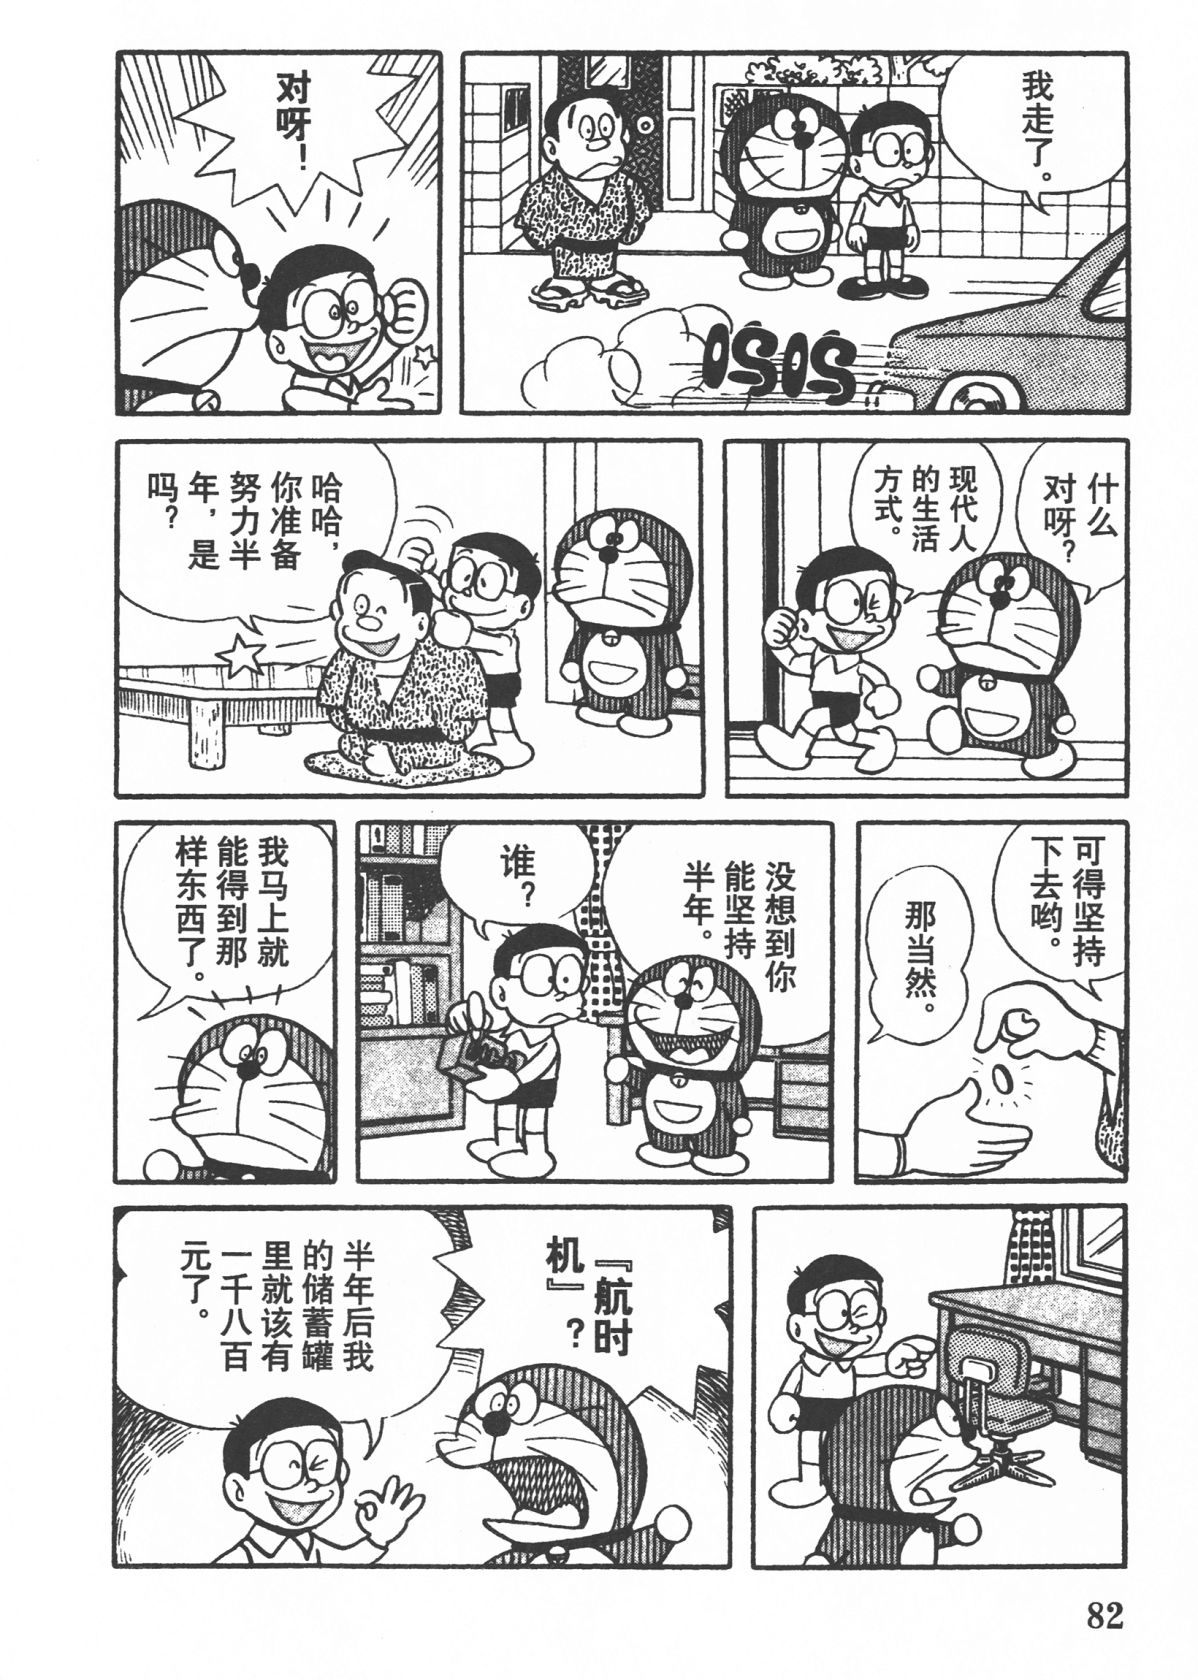 我走了。
对呀！
什么
对呀？
现代人
的生活
方式。
哈哈，
你准备
努力半
年，是
吗？
可得坚持
下去哟。
那当然。
没想到你
能坚持
半年。
谁？
我马上就
能得到那
样东西了。
『航时
机』？
半年后我
的储蓄罐
里就该有
一千八百
元了。
82